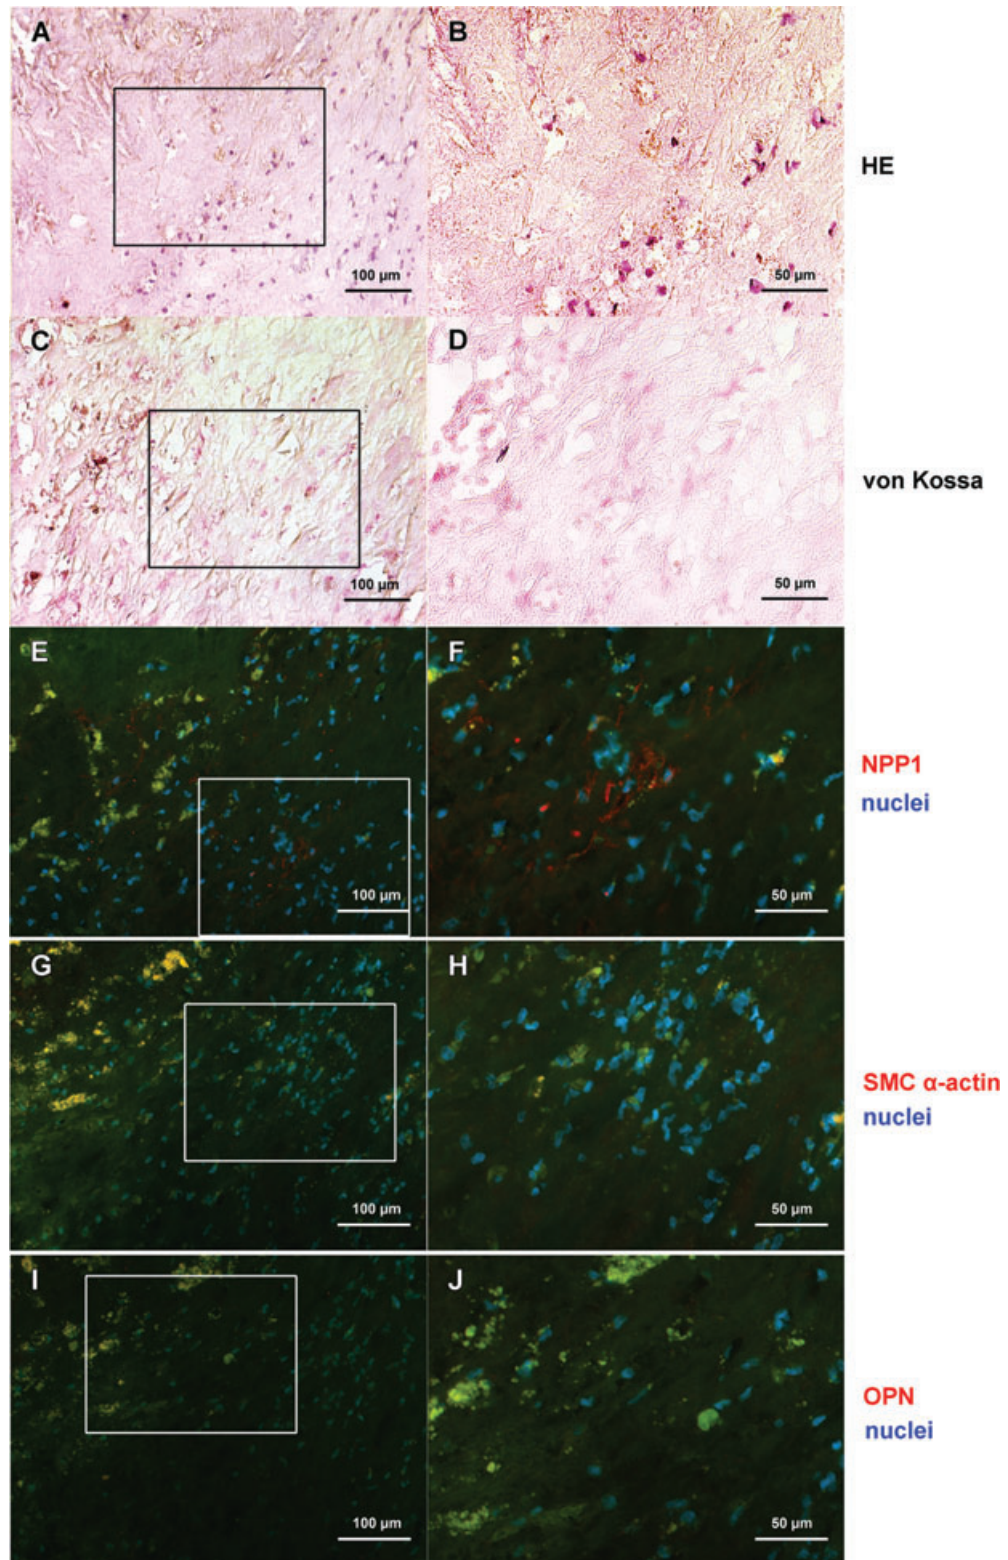 A
B
HE
100 µm
50 µm
C
D
von Kossa
100 µm
50 µm
E
F
NPP1
nuclei
100 µm
50 µm
G
H
SMC α-actin
nuclei
100 µm
50 µm
I
J
OPN
nuclei
100 µm
50 µm